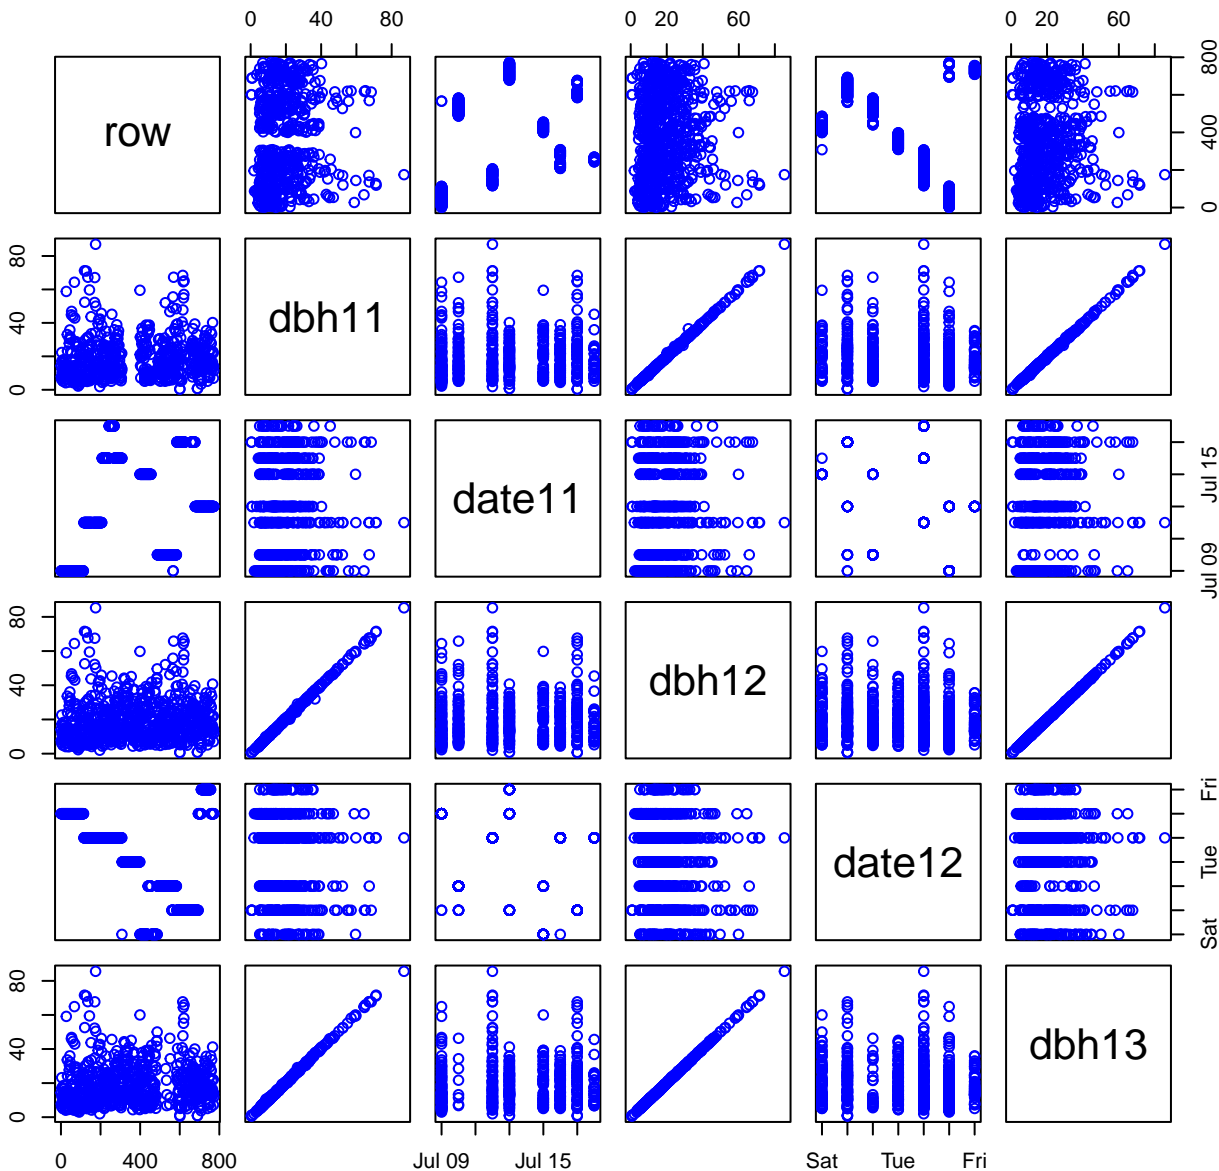 0 40 80 0 20 60 0 20 60
row
0 400 800
0 40 80
dbh11
date11
Jul 09 Jul 15
0 40 80
dbh12
date12
Sat Tue Fri
0 40 80
dbh13
0 400 800 Jul 09 Jul 15 Sat Tue Fri